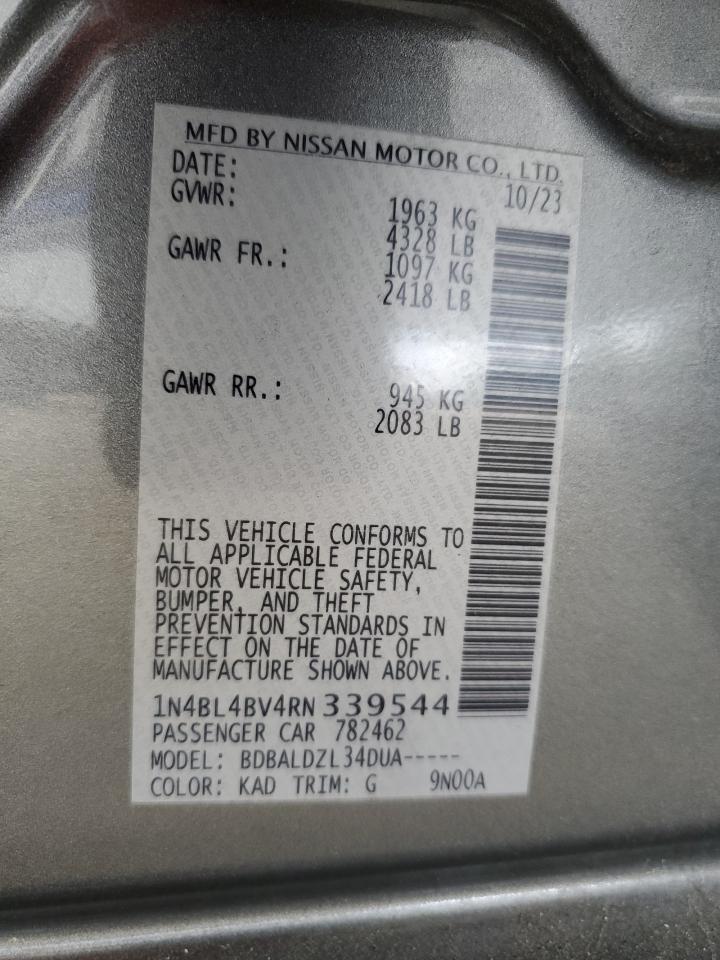 MFD BY NISSAN MOTOR CO., LTD.
DATE: 10/23
GVWR: 1963 KG
4328 LB
GAWR FR.: 1097 KG
2418 LB
GAWR RR.: 945 KG
2083 LB
THIS VEHICLE CONFORMS TO
ALL APPLICABLE FEDERAL
MOTOR VEHICLE SAFETY,
BUMPER, AND THEFT
PREVENTION STANDARDS IN
EFFECT ON THE DATE OF
MANUFACTURE SHOWN ABOVE.
1N4BL4BV4RN339544
PASSENGER CAR 782462
MODEL: BDBALDZL34DUA-----
COLOR: KAD TRIM: G 9N00A